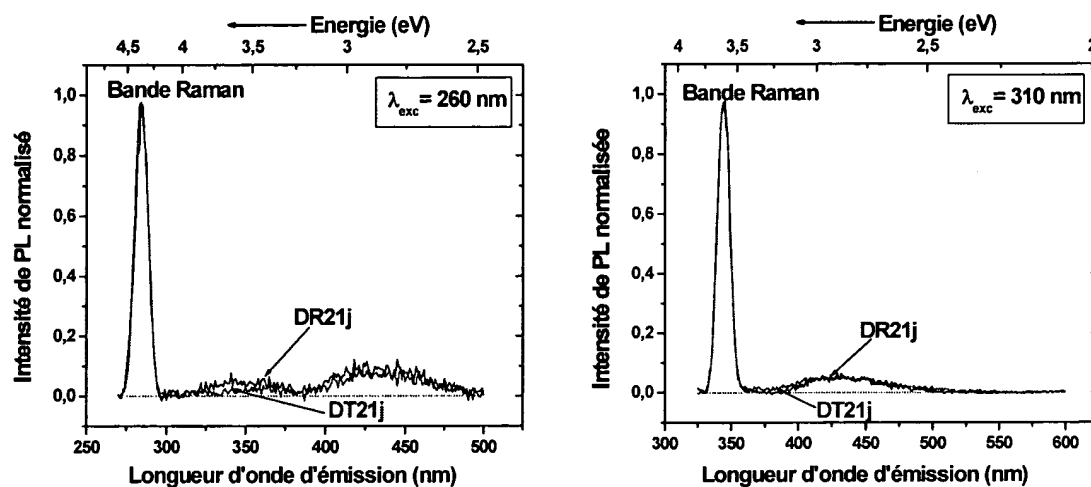 Energie (eV)
4,5 4 3,5 3 2,5
Bande Raman
λexc= 260 nm
1,0
0,8
0,6
0,4
0,2
0,0
DR21j
DT21j
250 300 350 400 450 500
Longueur d'onde d'émission (nm)
Intensité de PL normalisé
Energie (eV)
4 3,5 3 2,5 2
Bande Raman
λexc= 310 nm
1,0
0,8
0,6
0,4
0,2
0,0
DR21j
DT21j
300 350 400 450 500 550 600
Longueur d'onde d'émission (nm)
Intensité de PL normalisée